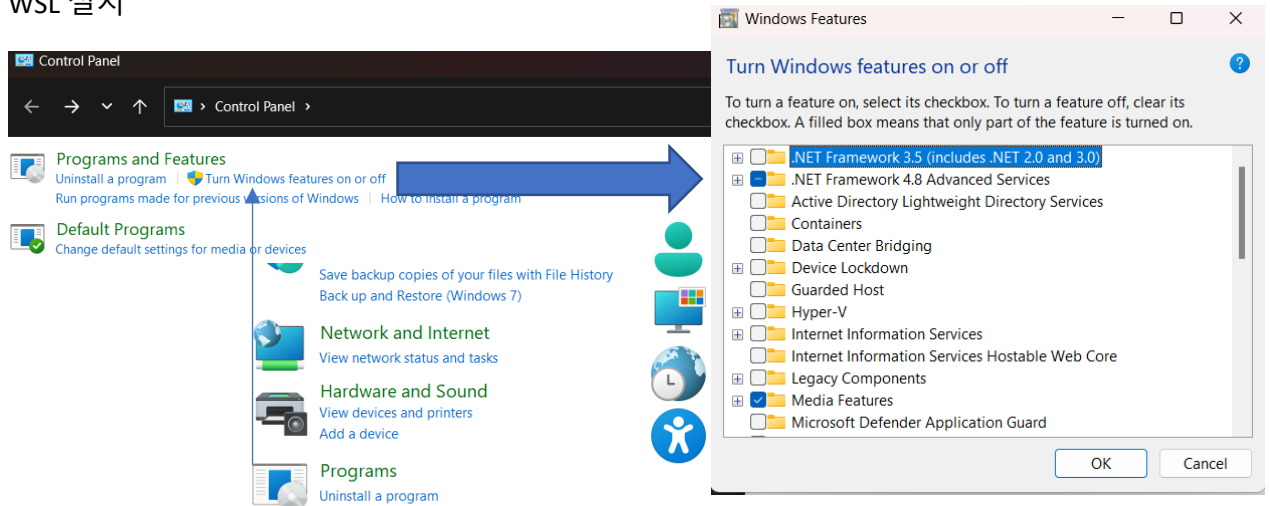 WSL 설치
Control Panel
Control Panel
Programs and Features
Uninstall a program
Turn Windows features on or off
Run programs made for previous versions of Windows
How to install a program
Default Programs
Change default settings for media or devices
Save backup copies of your files with File History
Back up and Restore (Windows 7)
Network and Internet
View network status and tasks
Hardware and Sound
View devices and printers
Add a device
Programs
Uninstall a program
Windows Features
Turn Windows features on or off
To turn a feature on, select its checkbox. To turn a feature off, clear its
checkbox. A filled box means that only part of the feature is turned on.
.NET Framework 3.5 (includes .NET 2.0 and 3.0)
.NET Framework 4.8 Advanced Services
Active Directory Lightweight Directory Services
Containers
Data Center Bridging
Device Lockdown
Guarded Host
Hyper-V
Internet Information Services
Internet Information Services Hostable Web Core
Legacy Components
Media Features
Microsoft Defender Application Guard
OK
Cancel